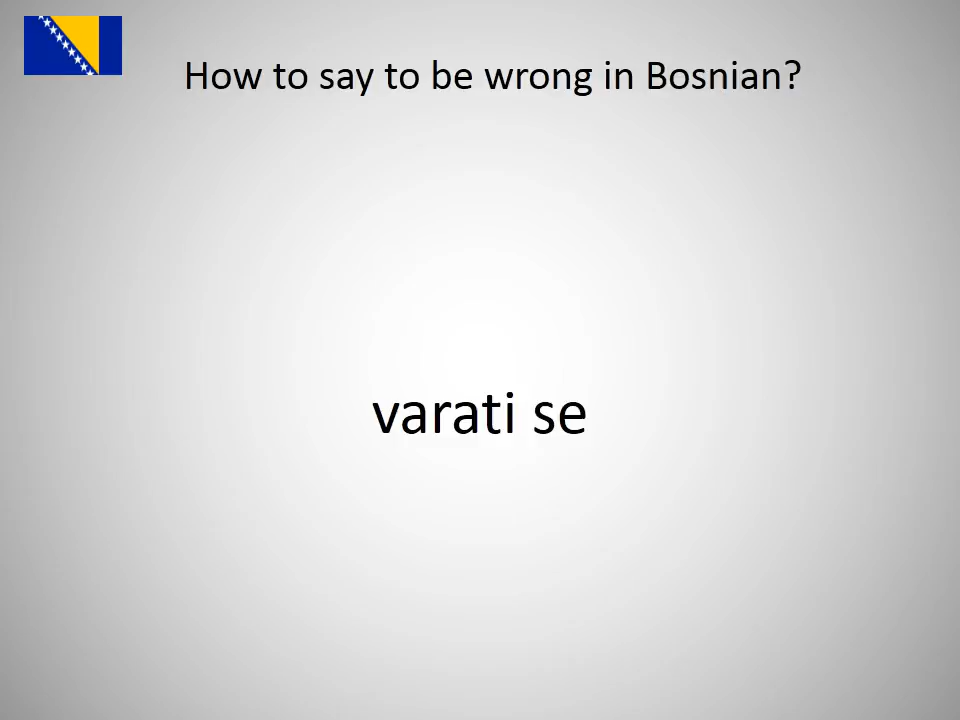 How to say to be wrong in Bosnian?
varati se